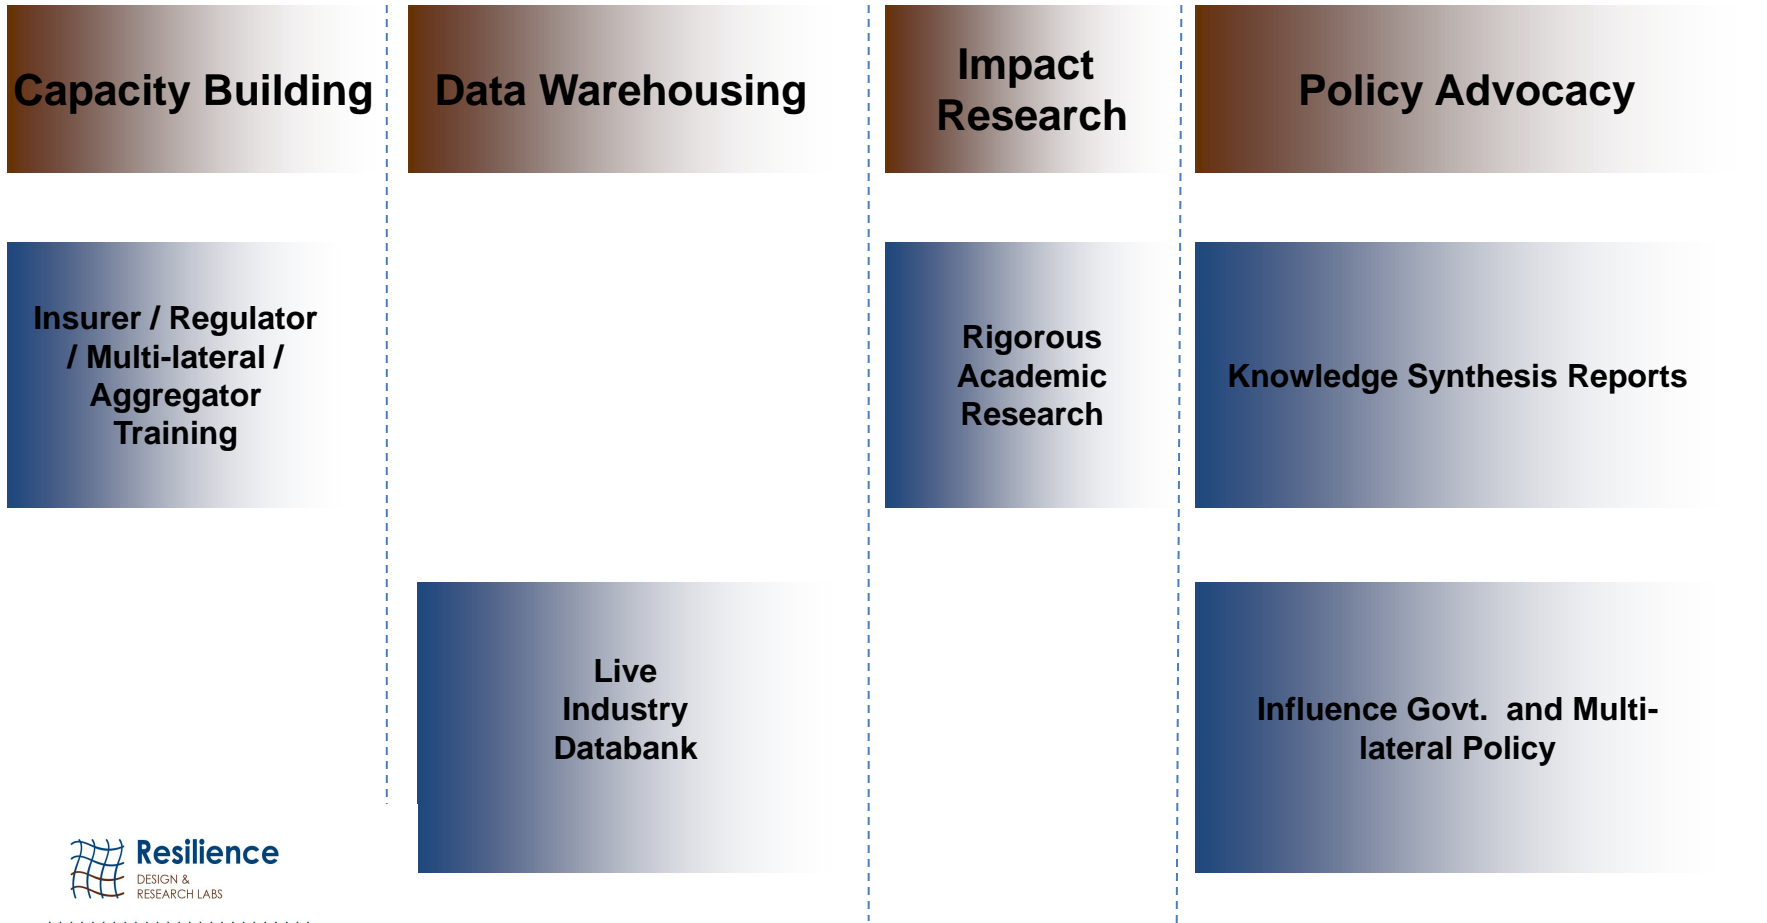 Capacity Building
Data Warehousing
Impact
Research
Policy Advocacy
Insurer / Regulator
/ Multi-lateral /
Aggregator
Training
Rigorous
Academic
Research
Knowledge Synthesis Reports
Live
Industry
Databank
Influence Govt.  and Multi-
lateral Policy
Resilience
DESIGN &
RESEARCH LABS